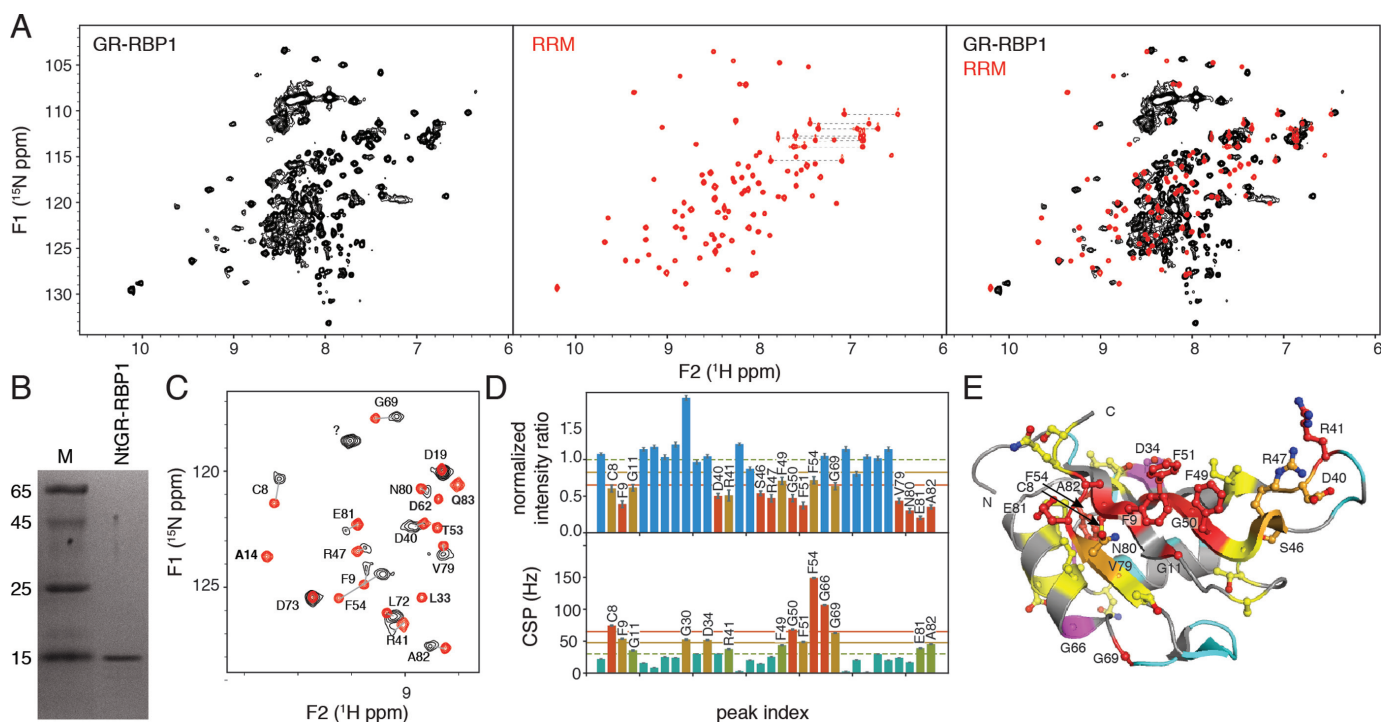 A
GR-RBP1
RRM
GR-RBP1
RRM
F1 (¹⁵N ppm)
105
110
115
120
125
130
10 9 8 7 6 10 9 8 7 6 10 9 8 7 6
F2 (¹H ppm)
B
M
NtGR-RBP1
65
45
25
15
C
F1 (¹⁵N ppm)
120
125
G69
?
D19
C8
N80
Q83
D62
E81
T53
D40
R47
A14
V79
F9
D73
F54
L72
L33
R41
A82
9
F2 (¹H ppm)
D
normalized
intensity ratio
1.5
1.0
0.5
0.0
C8 F9 G11 D40 R41 S46 R47 F49 G50 F51 F54 G69 V79 N80 E81 A82
CSP (Hz)
150
100
50
0
C8 F9 G11 G30 D34 R41 F49 G50 F51 F54 G66 G69 E81 A82
peak index
E
C
N
R41
D34
F51
R47
D40
F54
A82
C8
F49
E81
F9
G50
S46
N80
V79
G11
G66
G69